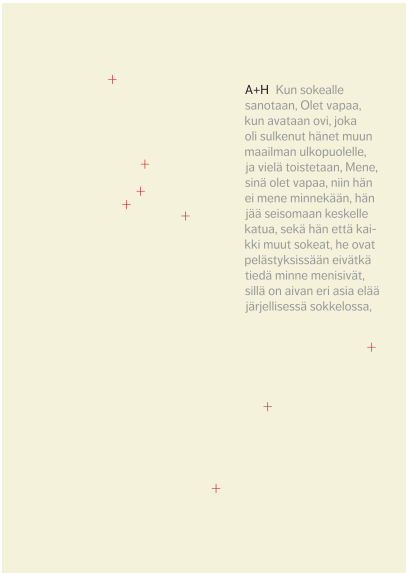 A+H Kun sokealle
sanotaan, Olet vapaa,
kun avataan ovi, joka
oli sulkenut hänet muun
maailman ulkopuolelle,
ja vielä toistetaan, Mene,
sinä olet vapaa, niin hän
ei mene minnekään, hän
jää seisomaan keskelle
katua, sekä hän että kai-
kki muut sokeat, he ovat
pelästyksissään eivätkä
tiedä minne menisivät,
sillä on aivan eri asia elää
järjellisessä sokkelossa,